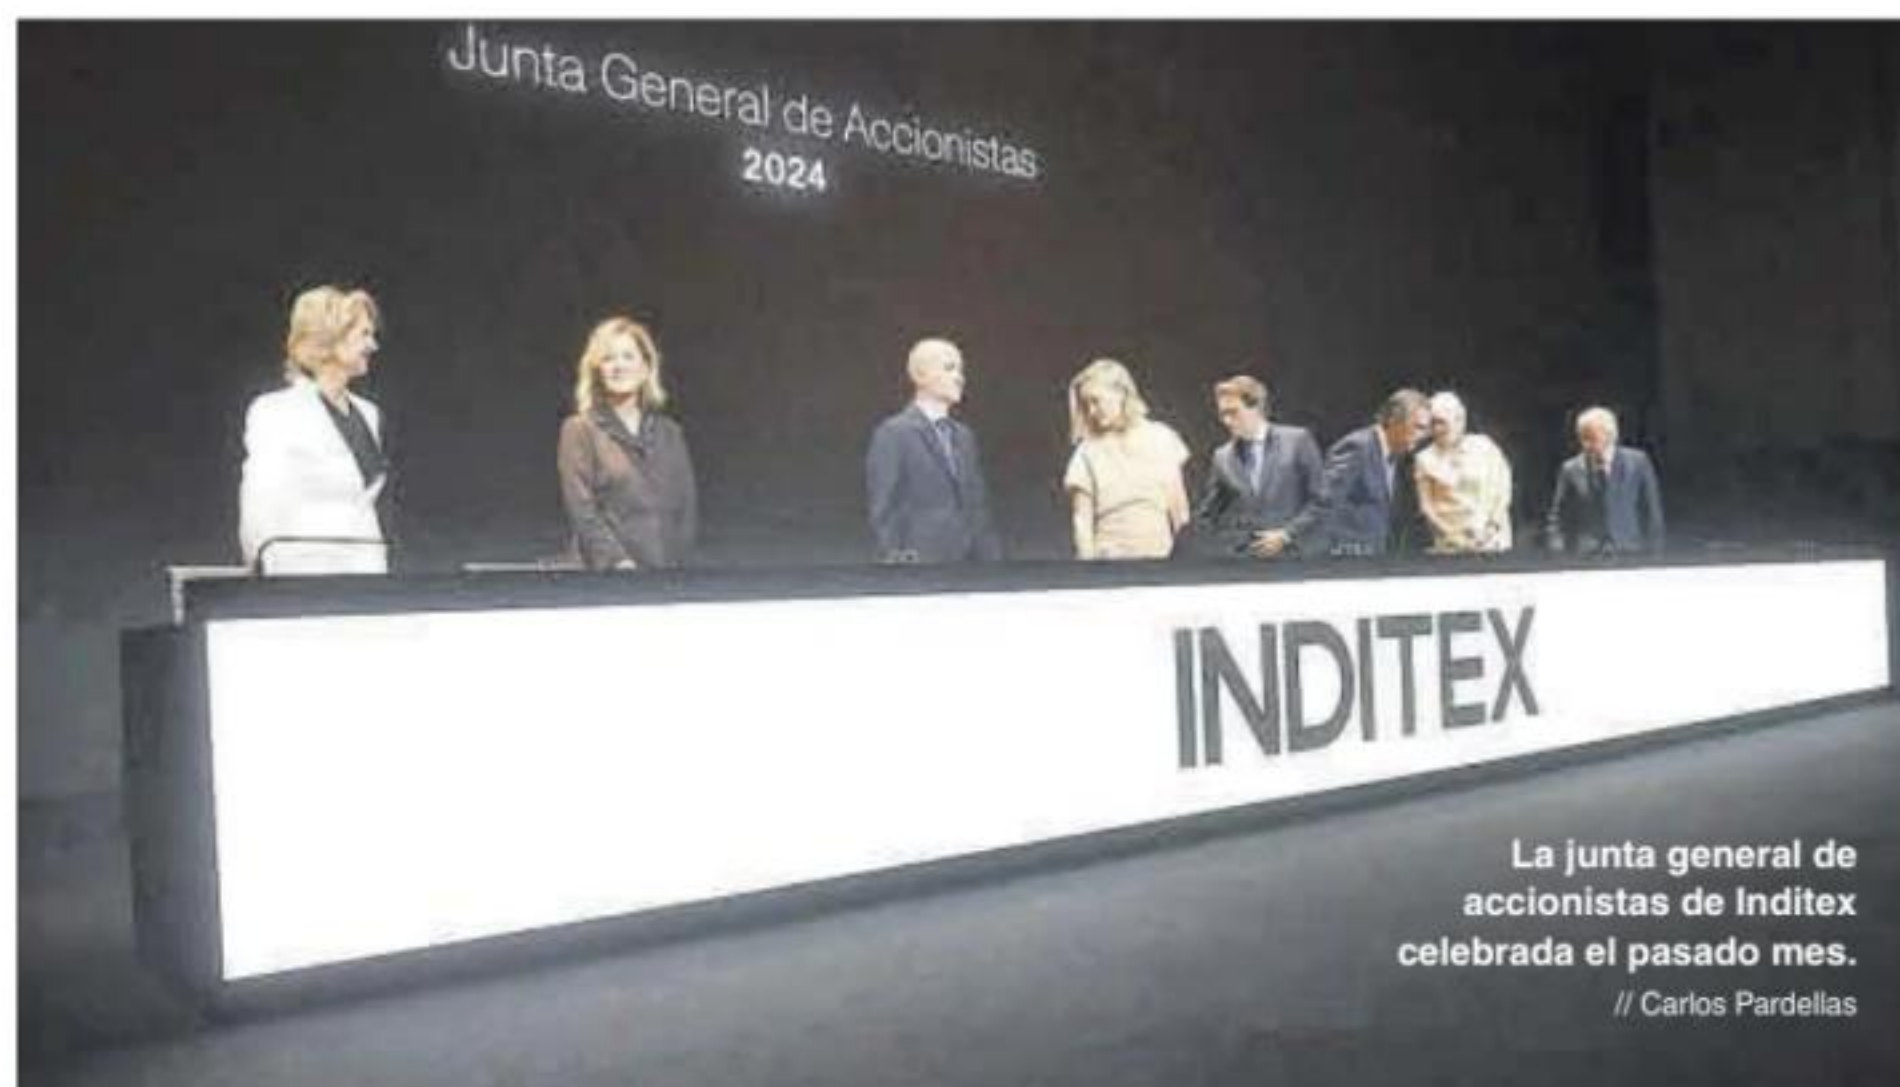 Junta General de Accionistas
2024
INDITEX
La junta general de
accionistas de Inditex
celebrada el pasado mes.
// Carlos Pardellas